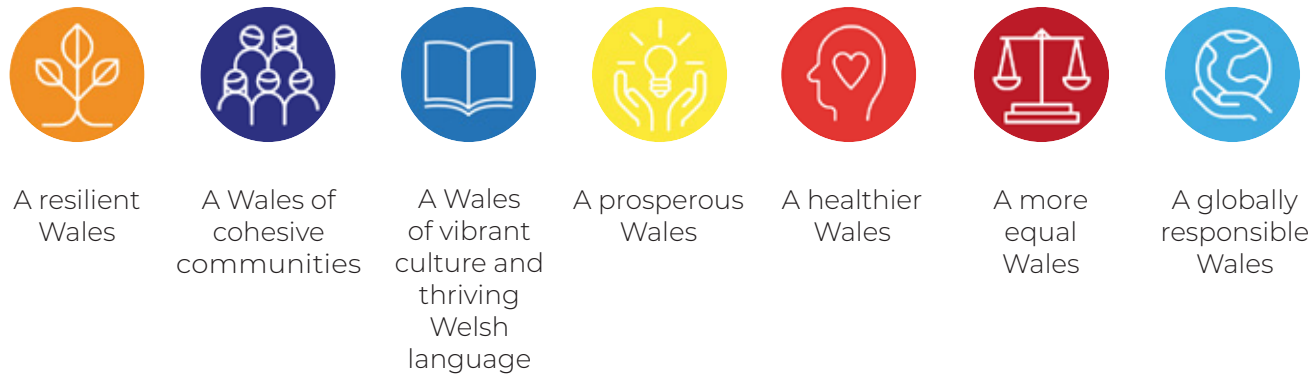 A resilient
Wales
A Wales of
cohesive
communities
A Wales
of vibrant
culture and
thriving
Welsh
language
A prosperous
Wales
A healthier
Wales
A more
equal
Wales
A globally
responsible
Wales